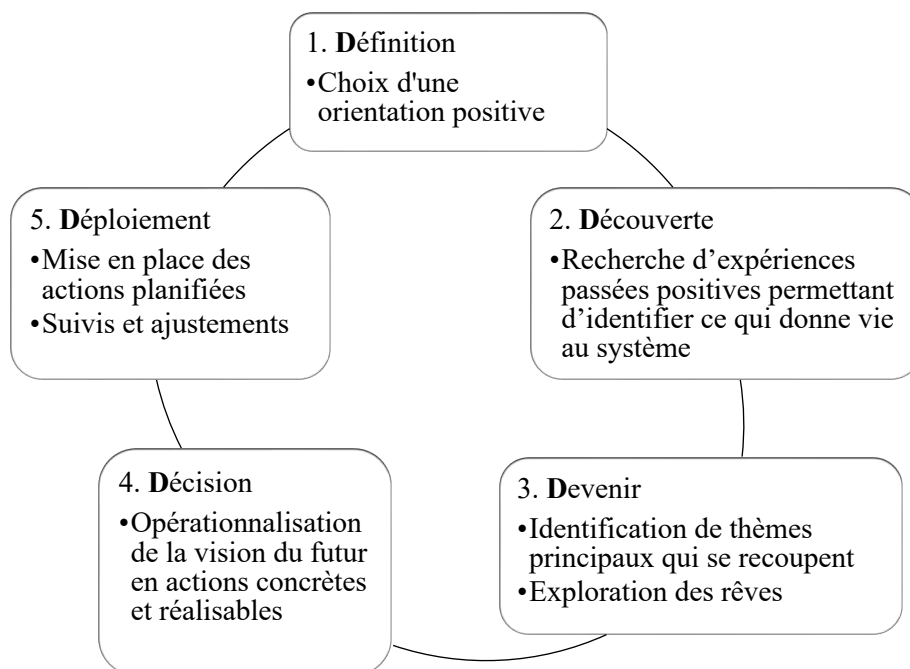 1. Définition
•Choix d'une
orientation positive
2. Découverte
•Recherche d’expériences
passées positives permettant
d’identifier ce qui donne vie
au système
3. Devenir
•Identification de thèmes
principaux qui se recoupent
•Exploration des rêves
4. Décision
•Opérationnalisation
de la vision du futur
en actions concrètes
et réalisables
5. Déploiement
•Mise en place des
actions planifiées
•Suivis et ajustements